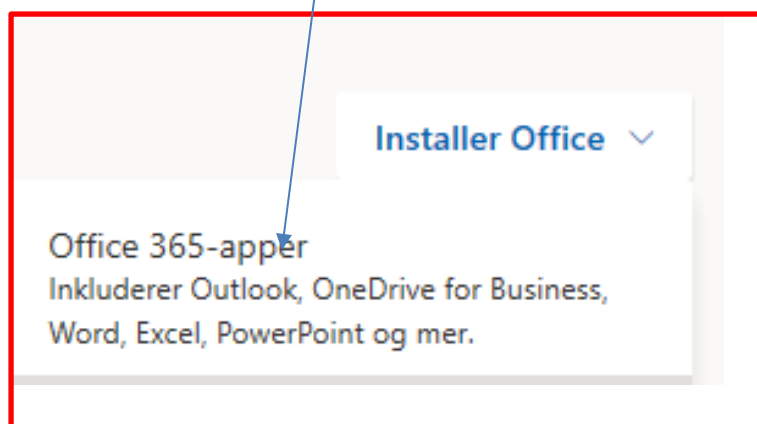 Installer Office
Office 365-apper
Inkluderer Outlook, OneDrive for Business,
Word, Excel, PowerPoint og mer.